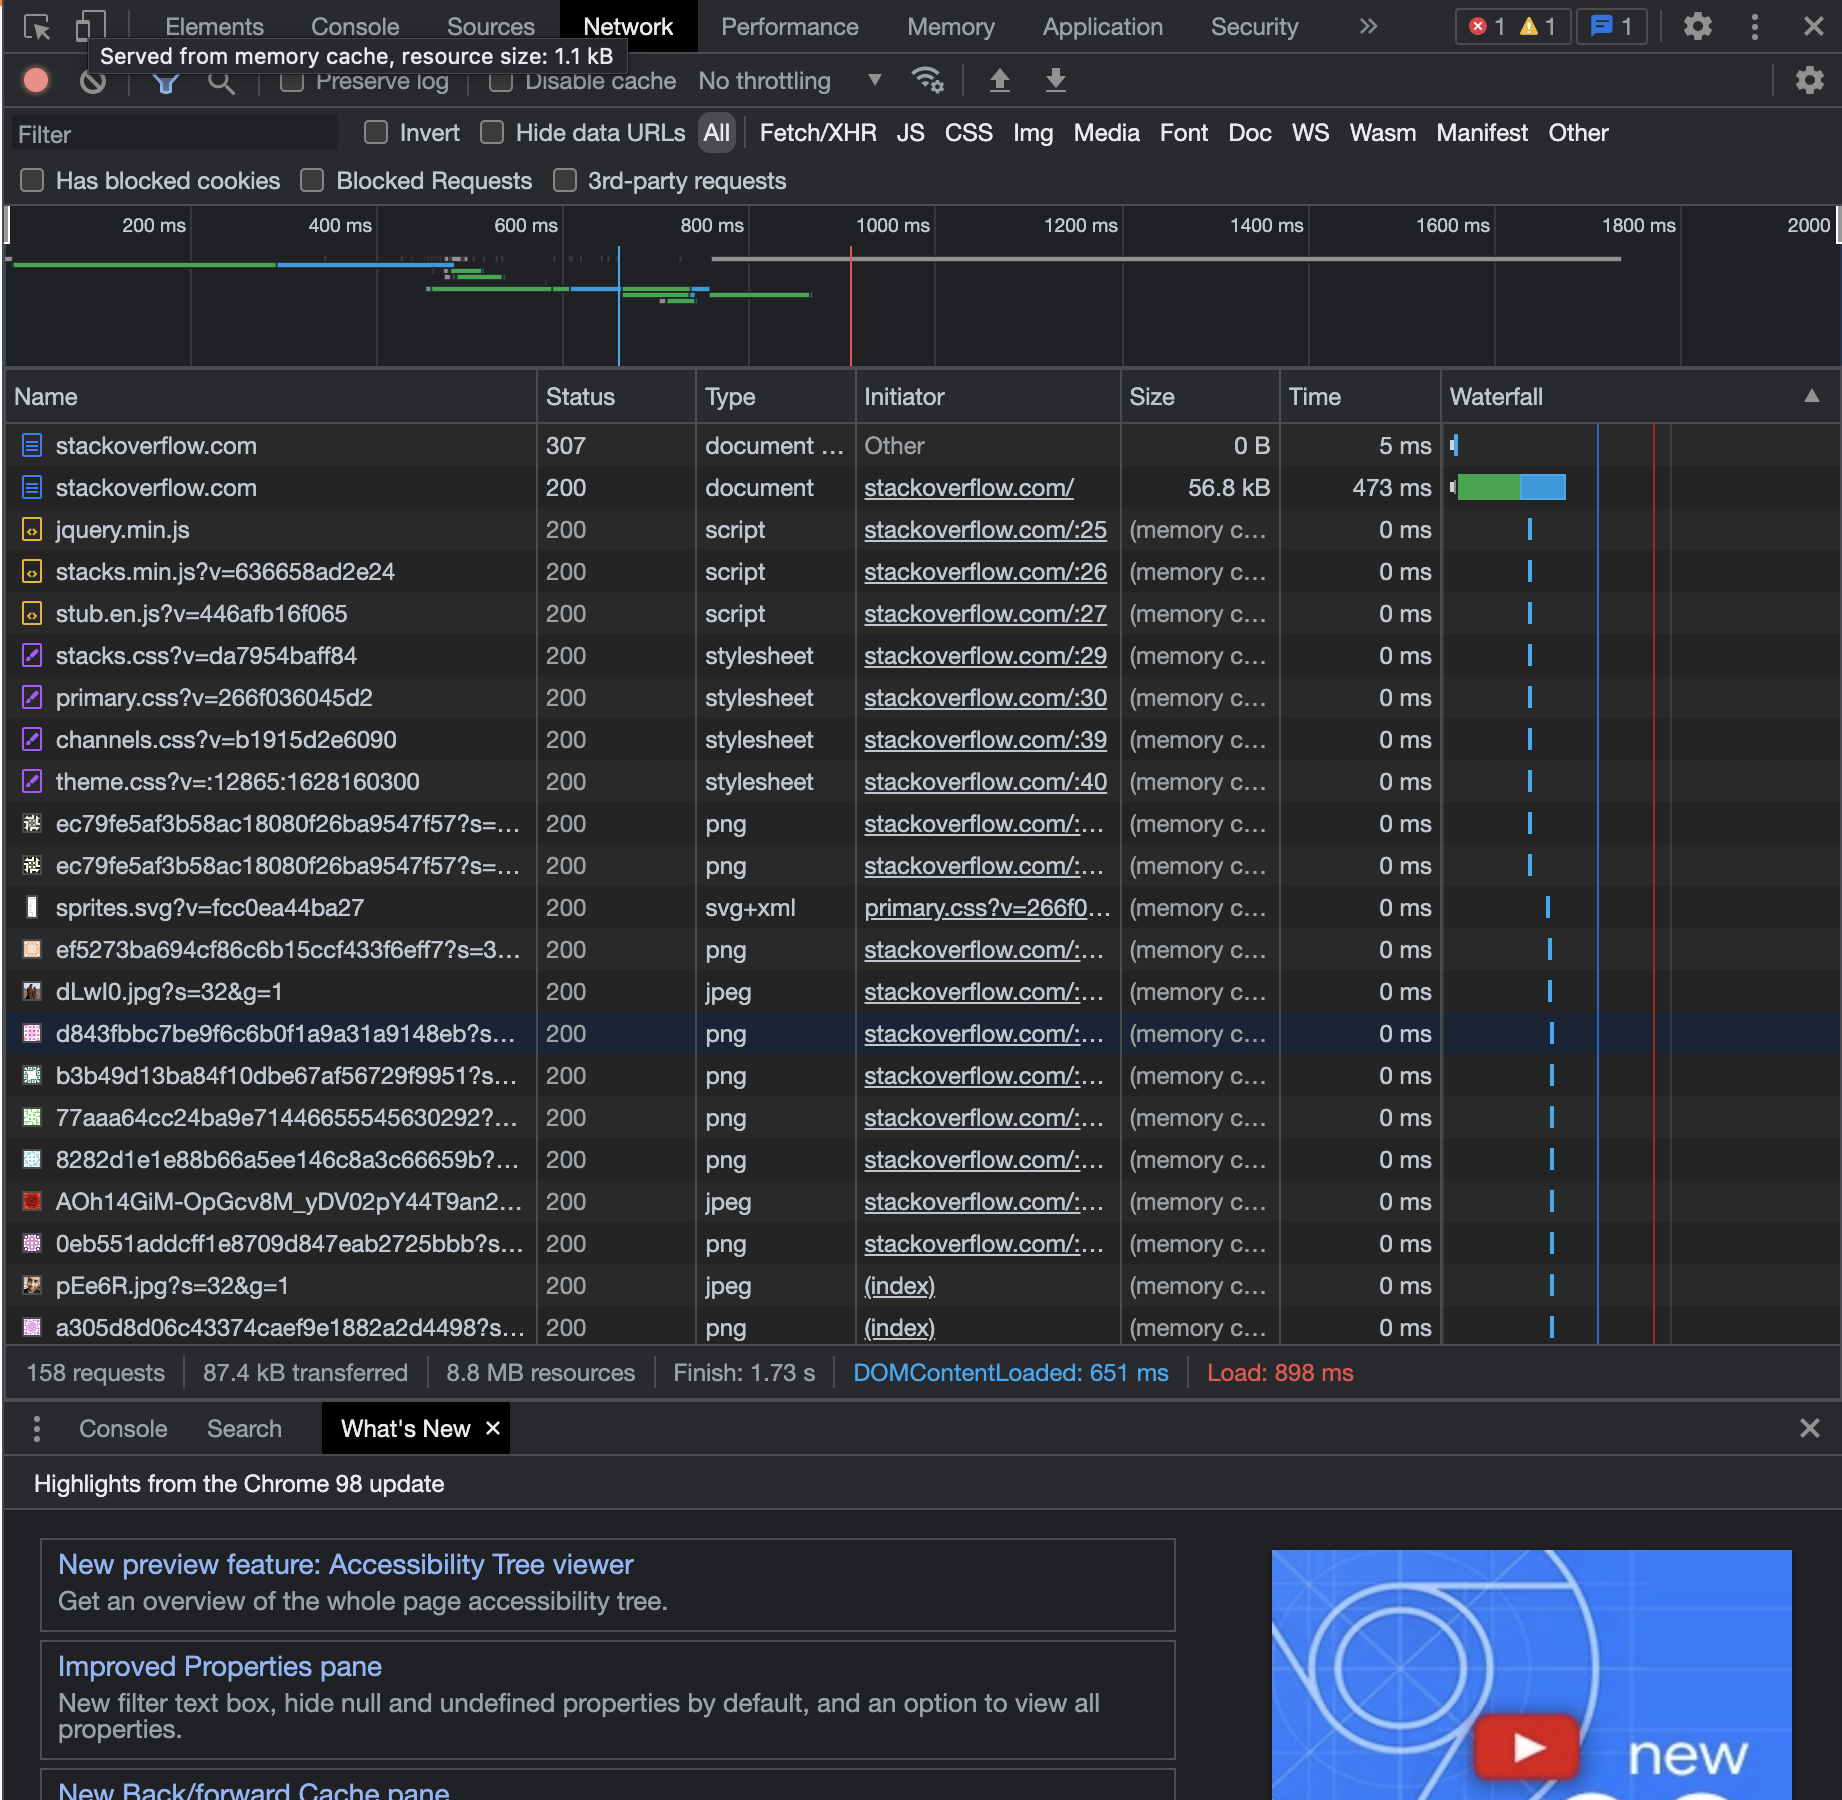 Elements Console Sources Network Performance Memory Application Security » 1 1 1
Served from memory cache, resource size: 1.1 kB
Preserve log Disable cache No throttling
Filter Invert Hide data URLs All Fetch/XHR JS CSS Img Media Font Doc WS Wasm Manifest Other
Has blocked cookies Blocked Requests 3rd-party requests
200 ms 400 ms 600 ms 800 ms 1000 ms 1200 ms 1400 ms 1600 ms 1800 ms 2000
Name Status Type Initiator Size Time Waterfall
stackoverflow.com 307 document ... Other 0 B 5 ms
stackoverflow.com 200 document stackoverflow.com/ 56.8 kB 473 ms
jquery.min.js 200 script stackoverflow.com/:25 (memory c... 0 ms
stacks.min.js?v=636658ad2e24 200 script stackoverflow.com/:26 (memory c... 0 ms
stub.en.js?v=446afb16f065 200 script stackoverflow.com/:27 (memory c... 0 ms
stacks.css?v=da7954baff84 200 stylesheet stackoverflow.com/:29 (memory c... 0 ms
primary.css?v=266f036045d2 200 stylesheet stackoverflow.com/:30 (memory c... 0 ms
channels.css?v=b1915d2e6090 200 stylesheet stackoverflow.com/:39 (memory c... 0 ms
theme.css?v=:12865:1628160300 200 stylesheet stackoverflow.com/:40 (memory c... 0 ms
ec79fe5af3b58ac18080f26ba9547f57?s=... 200 png stackoverflow.com/:... (memory c... 0 ms
ec79fe5af3b58ac18080f26ba9547f57?s=... 200 png stackoverflow.com/:... (memory c... 0 ms
sprites.svg?v=fcc0ea44ba27 200 svg+xml primary.css?v=266f0... (memory c... 0 ms
ef5273ba694cf86c6b15ccf433f6eff7?s=3... 200 png stackoverflow.com/:... (memory c... 0 ms
dLwI0.jpg?s=32&g=1 200 jpeg stackoverflow.com/:... (memory c... 0 ms
d843fbbc7be9f6c6b0f1a9a31a9148eb?s... 200 png stackoverflow.com/:... (memory c... 0 ms
b3b49d13ba84f10dbe67af56729f9951?s... 200 png stackoverflow.com/:... (memory c... 0 ms
77aaa64cc24ba9e71446655545630292?... 200 png stackoverflow.com/:... (memory c... 0 ms
8282d1e1e88b66a5ee146c8a3c66659b?... 200 png stackoverflow.com/:... (memory c... 0 ms
AOh14GiM-OpGcv8M_yDV02pY44T9an2... 200 jpeg stackoverflow.com/:... (memory c... 0 ms
0eb551addcff1e8709d847eab2725bbb?s... 200 png stackoverflow.com/:... (memory c... 0 ms
pEe6R.jpg?s=32&g=1 200 jpeg (index) (memory c... 0 ms
a305d8d06c43374caef9e1882a2d4498?s... 200 png (index) (memory c... 0 ms
158 requests 87.4 kB transferred 8.8 MB resources Finish: 1.73 s DOMContentLoaded: 651 ms Load: 898 ms
Console Search What's New
Highlights from the Chrome 98 update
New preview feature: Accessibility Tree viewer
Get an overview of the whole page accessibility tree.
Improved Properties pane
New filter text box, hide null and undefined properties by default, and an option to view all
properties.
New Back/forward Cache pane
new